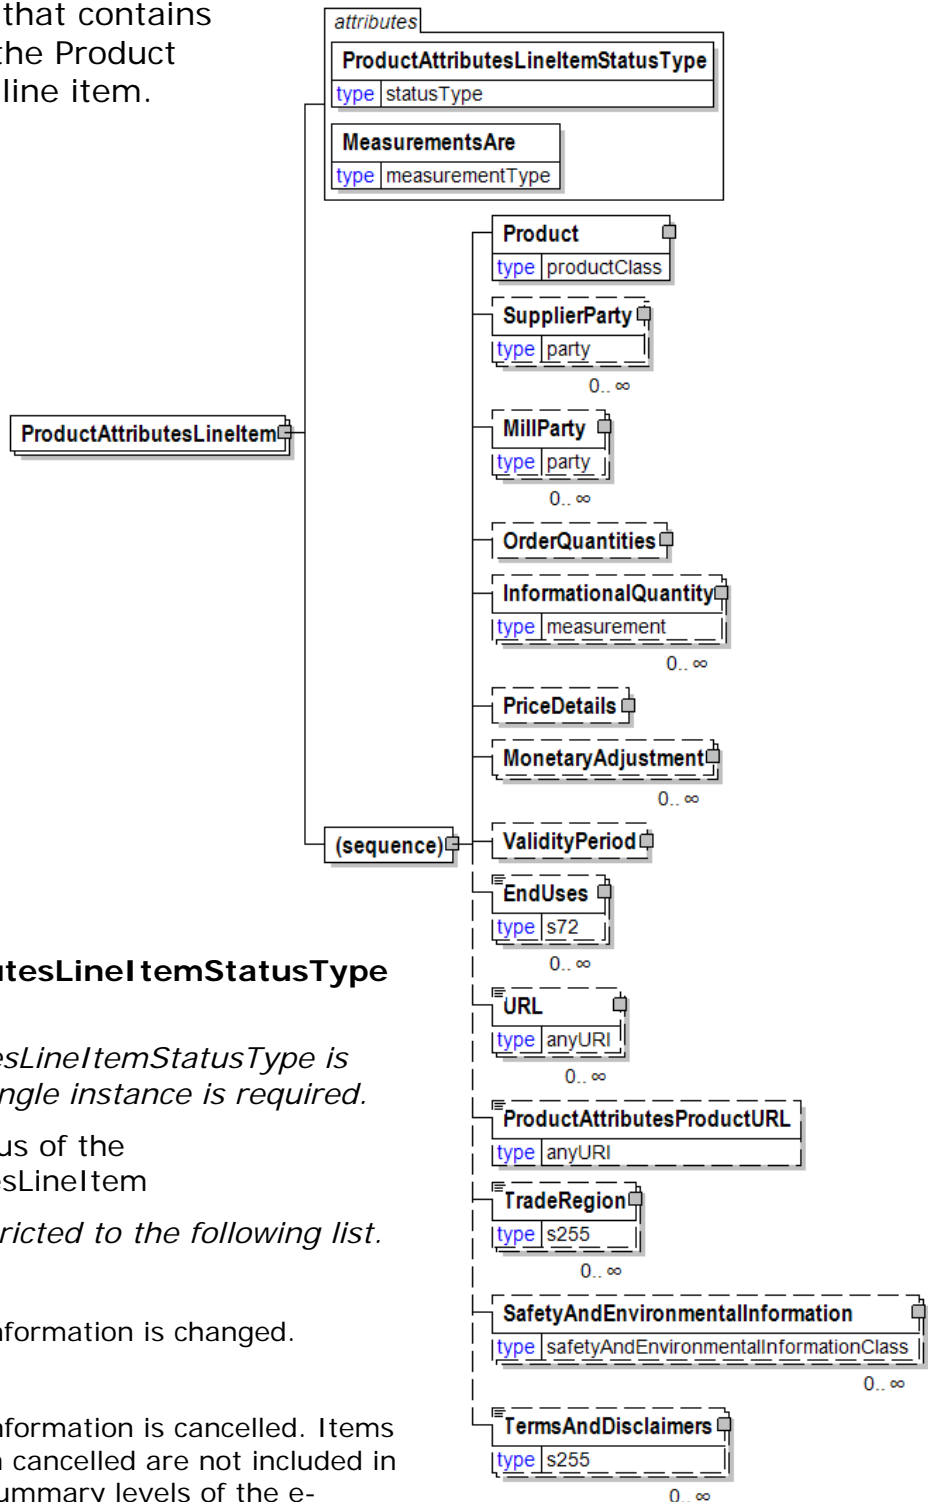 that contains
the Product
line item.
attributes
ProductAttributesLineItemStatusType
type statusType
MeasurementsAre
type measurementType
Product
type productClass
SupplierParty
type party
0.. ∞
ProductAttributesLineItem
MillParty
type party
0.. ∞
OrderQuantities
InformationalQuantity
type measurement
0.. ∞
PriceDetails
MonetaryAdjustment
0.. ∞
(sequence)
ValidityPeriod
EndUses
type s72
0.. ∞
URL
type anyURI
0.. ∞
ProductAttributesProductURL
type anyURI
TradeRegion
type s255
0.. ∞
SafetyAndEnvironmentalInformation
type safetyAndEnvironmentalInformationClass
0.. ∞
TermsAndDisclaimers
type s255
0.. ∞
utesLineItemStatusType
esLineItemStatusType is
ngle instance is required.
us of the
esLineItem
ricted to the following list.
nformation is changed.
nformation is cancelled. Items
n cancelled are not included in
ummary levels of the e-